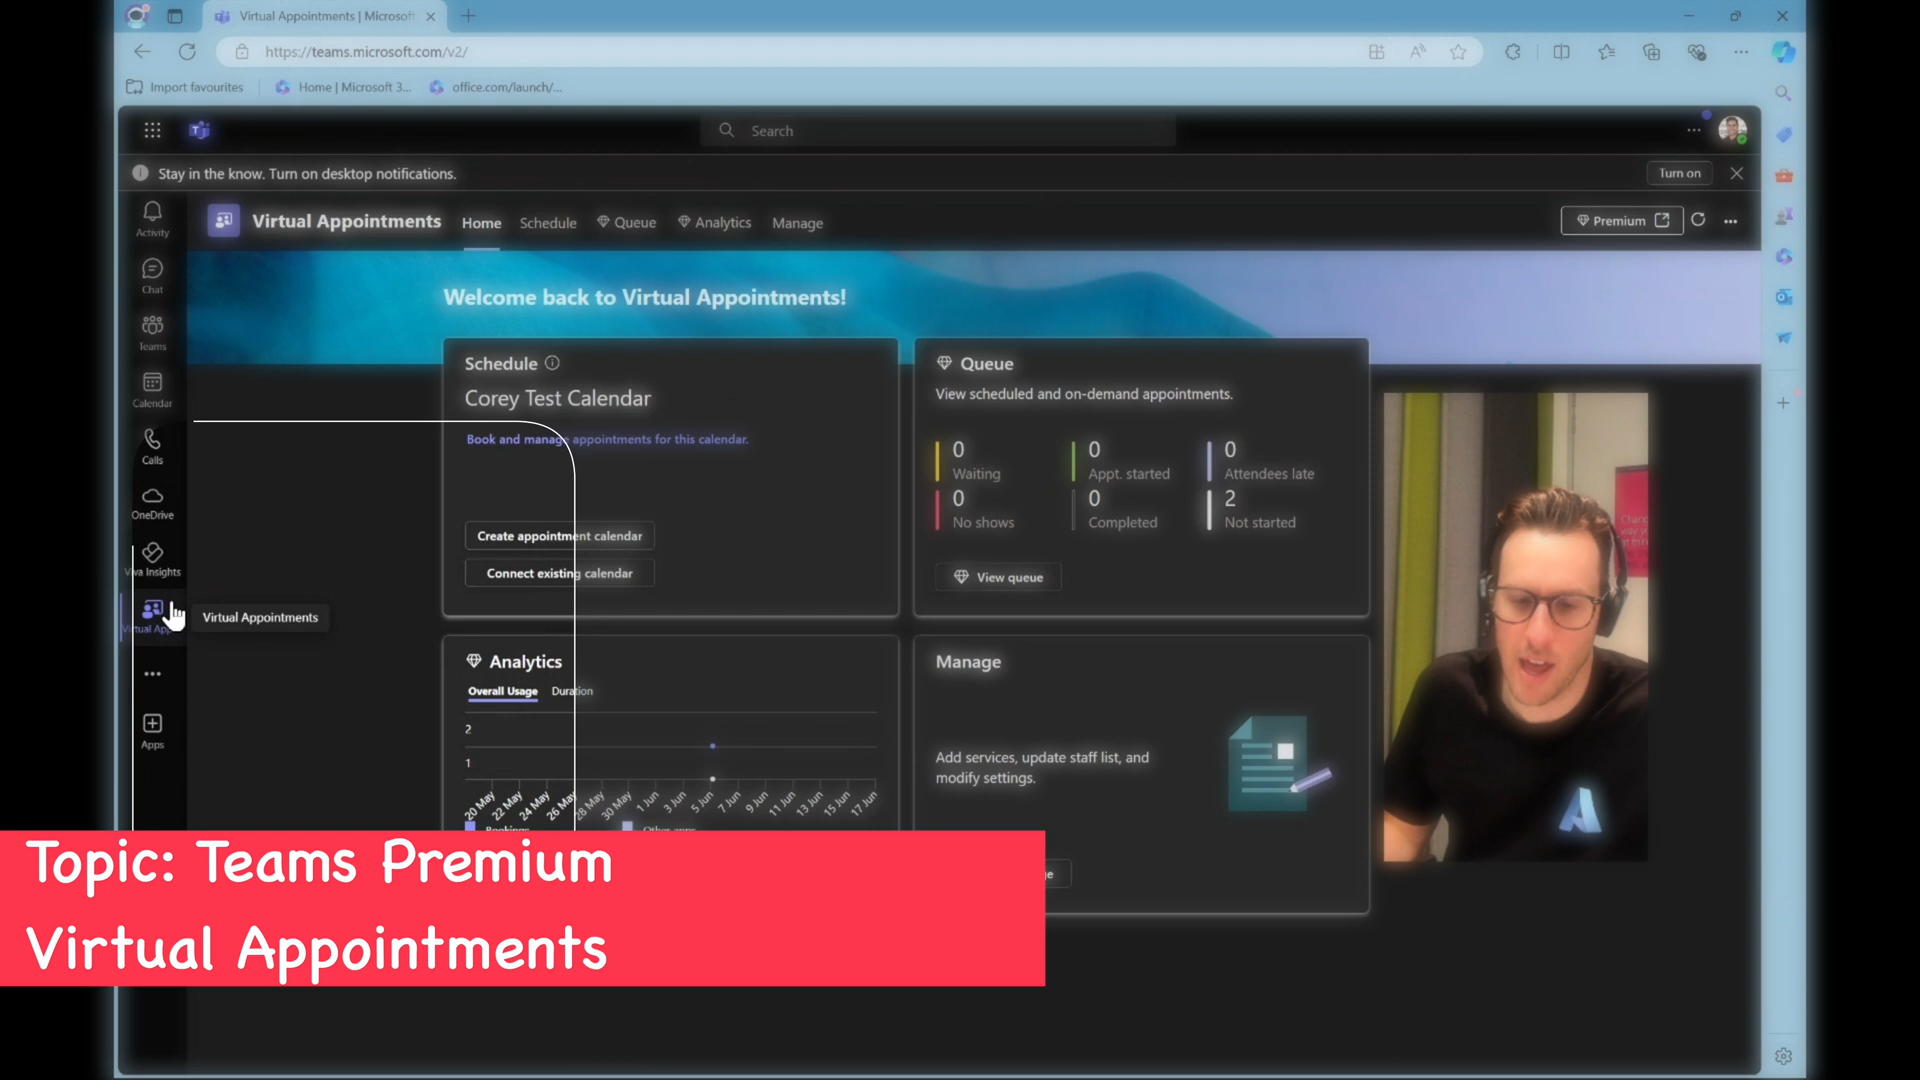 Virtual Appointments | Microsoft
https://teams.microsoft.com/v2/
Import favourites
Home | Microsoft 3...
office.com/launch/...
Search
Stay in the know. Turn on desktop notifications.
Turn on
Activity
Chat
Teams
Calendar
Calls
OneDrive
Viva Insights
Virtual App
Apps
Virtual Appointments
Virtual Appointments
Home
Schedule
Queue
Analytics
Manage
Premium
Welcome back to Virtual Appointments!
Schedule
Corey Test Calendar
Book and manage appointments for this calendar.
Create appointment calendar
Connect existing calendar
Queue
View scheduled and on-demand appointments.
0 0 0
Waiting Appt. started Attendees late
0 0 2
No shows Completed Not started
View queue
Analytics
Overall Usage Duration
2
1
20 May 22 May 24 May 26 May 28 May 30 May 1 Jun 3 Jun 5 Jun 7 Jun 9 Jun 11 Jun 13 Jun 15 Jun 17 Jun
Bookings Other apps
Manage
Add services, update staff list, and
modify settings.
Topic: Teams Premium
Virtual Appointments